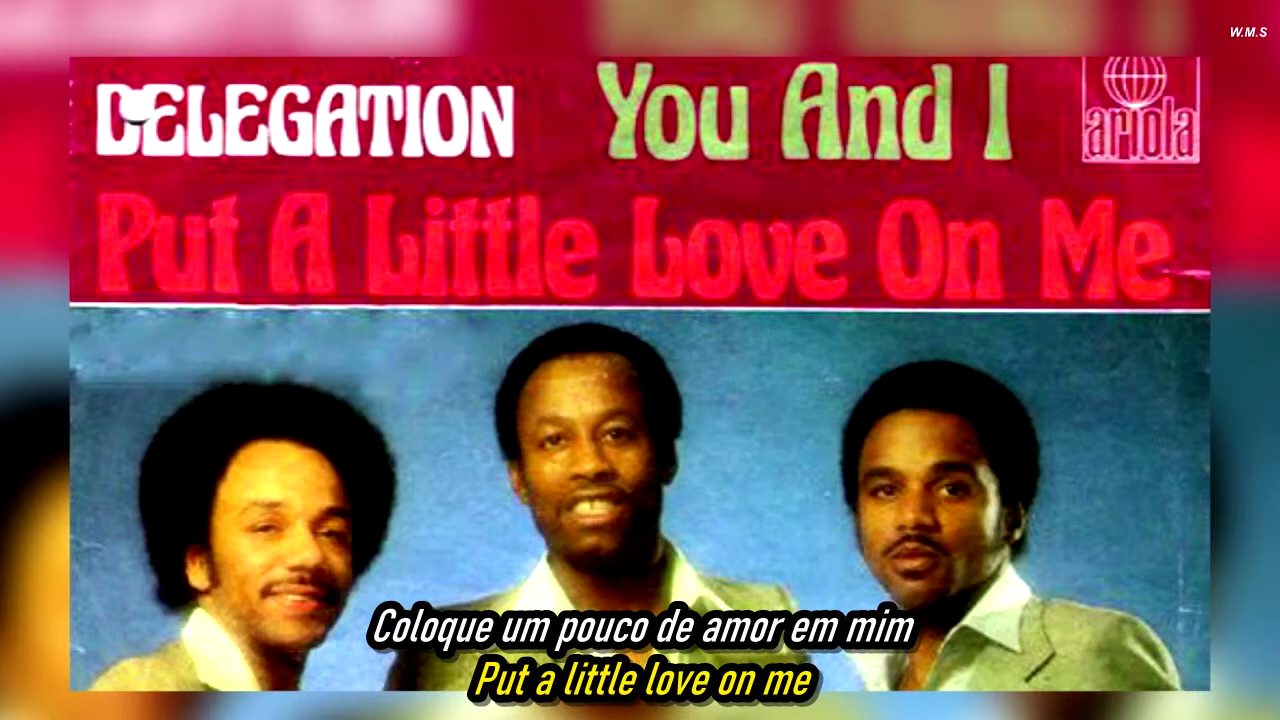 W.M.S
DELEGATION You And I
ariola
Put A Little Love On Me
Coloque um pouco de amor em mim
Put a little love on me